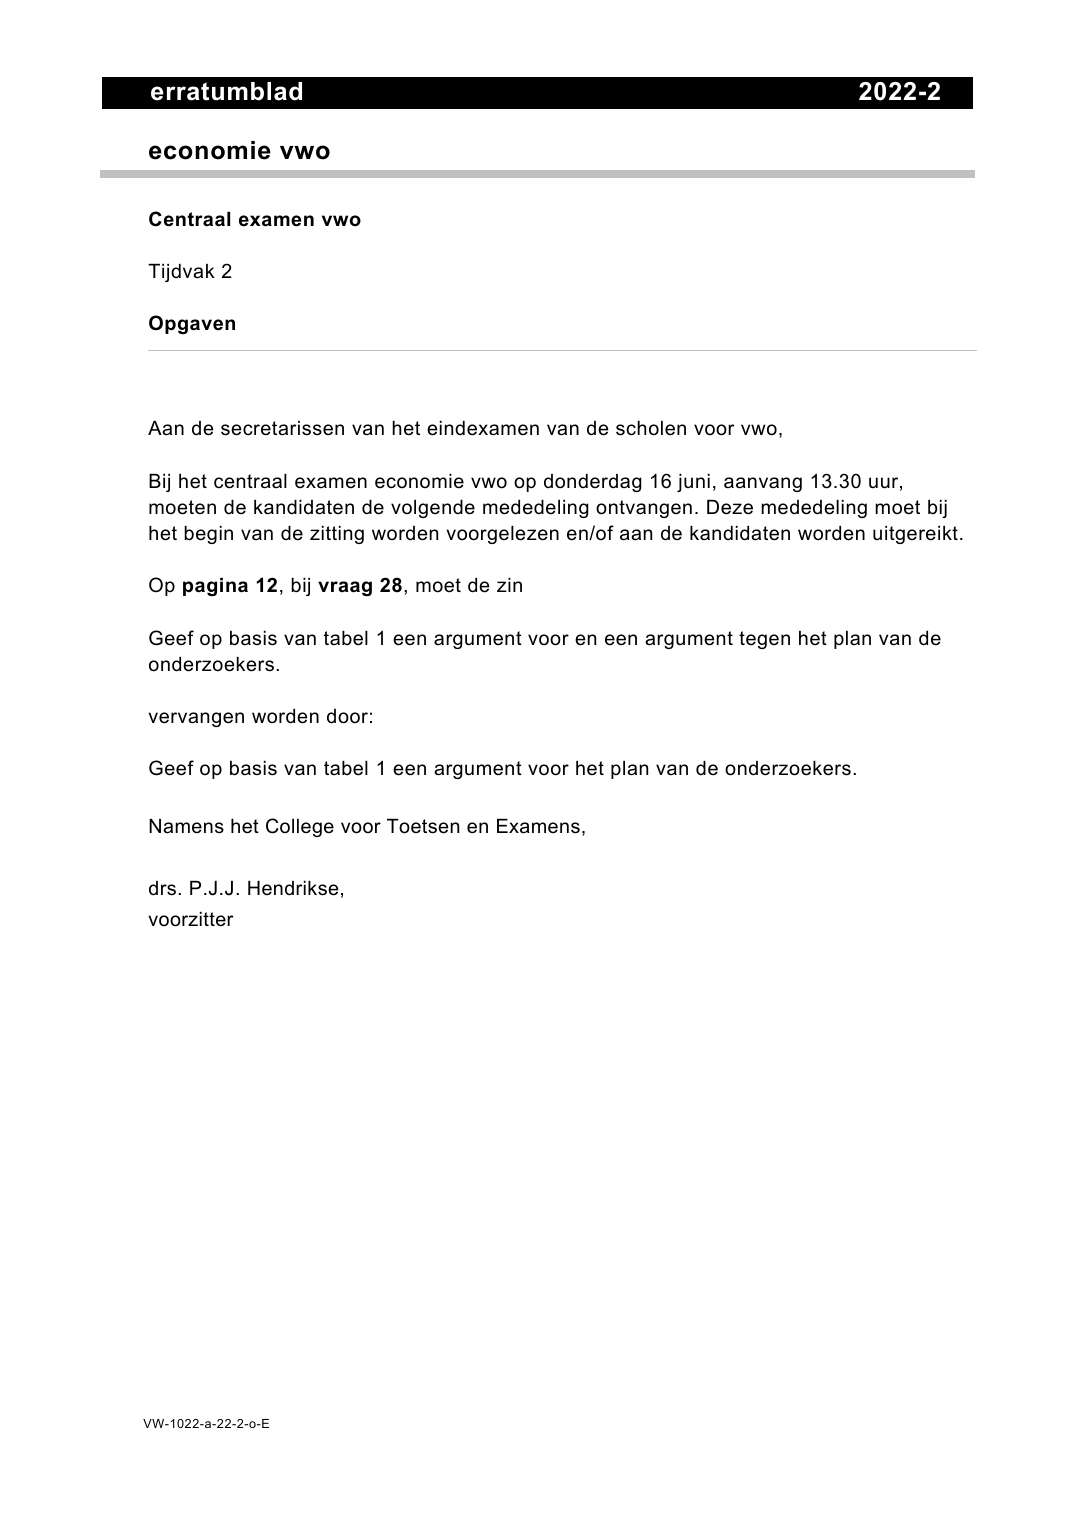 erratumblad 2022-2
economie vwo
Centraal examen vwo
Tijdvak 2
Opgaven
Aan de secretarissen van het eindexamen van de scholen voor vwo,
Bij het centraal examen economie vwo op donderdag 16 juni, aanvang 13.30 uur,
moeten de kandidaten de volgende mededeling ontvangen. Deze mededeling moet bij
het begin van de zitting worden voorgelezen en/of aan de kandidaten worden uitgereikt.
Op pagina 12, bij vraag 28, moet de zin
Geef op basis van tabel 1 een argument voor en een argument tegen het plan van de
onderzoekers.
vervangen worden door:
Geef op basis van tabel 1 een argument voor het plan van de onderzoekers.
Namens het College voor Toetsen en Examens,
drs. P.J.J. Hendrikse,
voorzitter
VW-1022-a-22-2-o-E